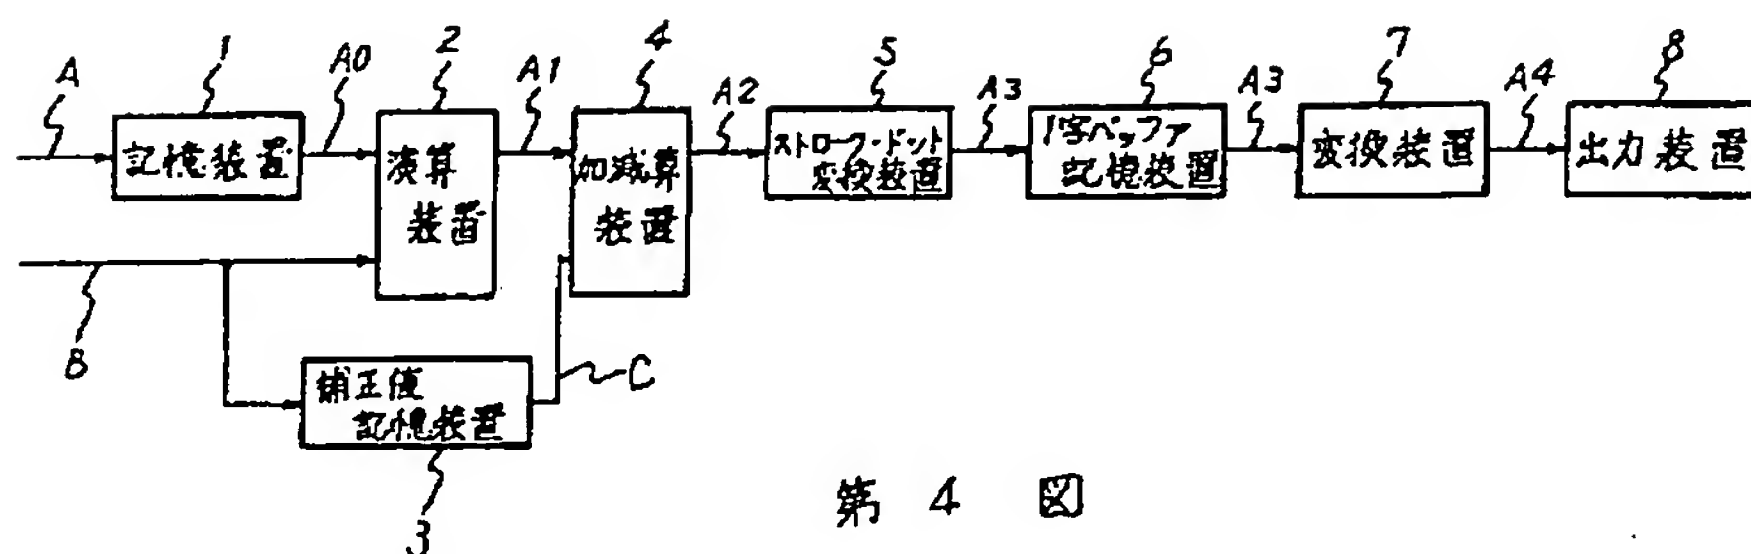 A
1
A0
2
A1
4
A2
5
A3
6
A3
7
A4
8
記憶装置
演算
装置
加減算
装置
ストローク・ドット
変換装置
1字バッファ
記憶装置
変換装置
出力装置
B
補正値
記憶装置
C
3
第 4 図